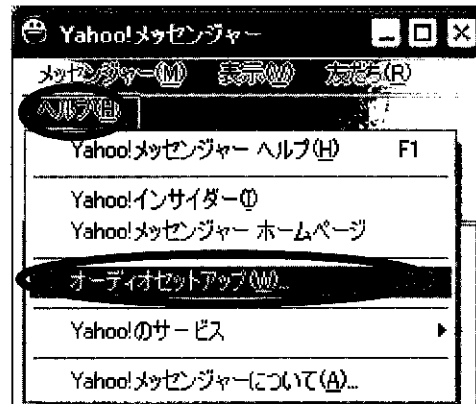 Yahoo!メッセンジャー
メッセンジャー(M) 表示(W) 友だち(R)
ヘルプ(H)
Yahoo!メッセンジャー ヘルプ(H) F1
Yahoo!インサイダー(I)
Yahoo!メッセンジャー ホームページ
オーディオセットアップ(W)...
Yahoo!のサービス
Yahoo!メッセンジャーについて(A)...